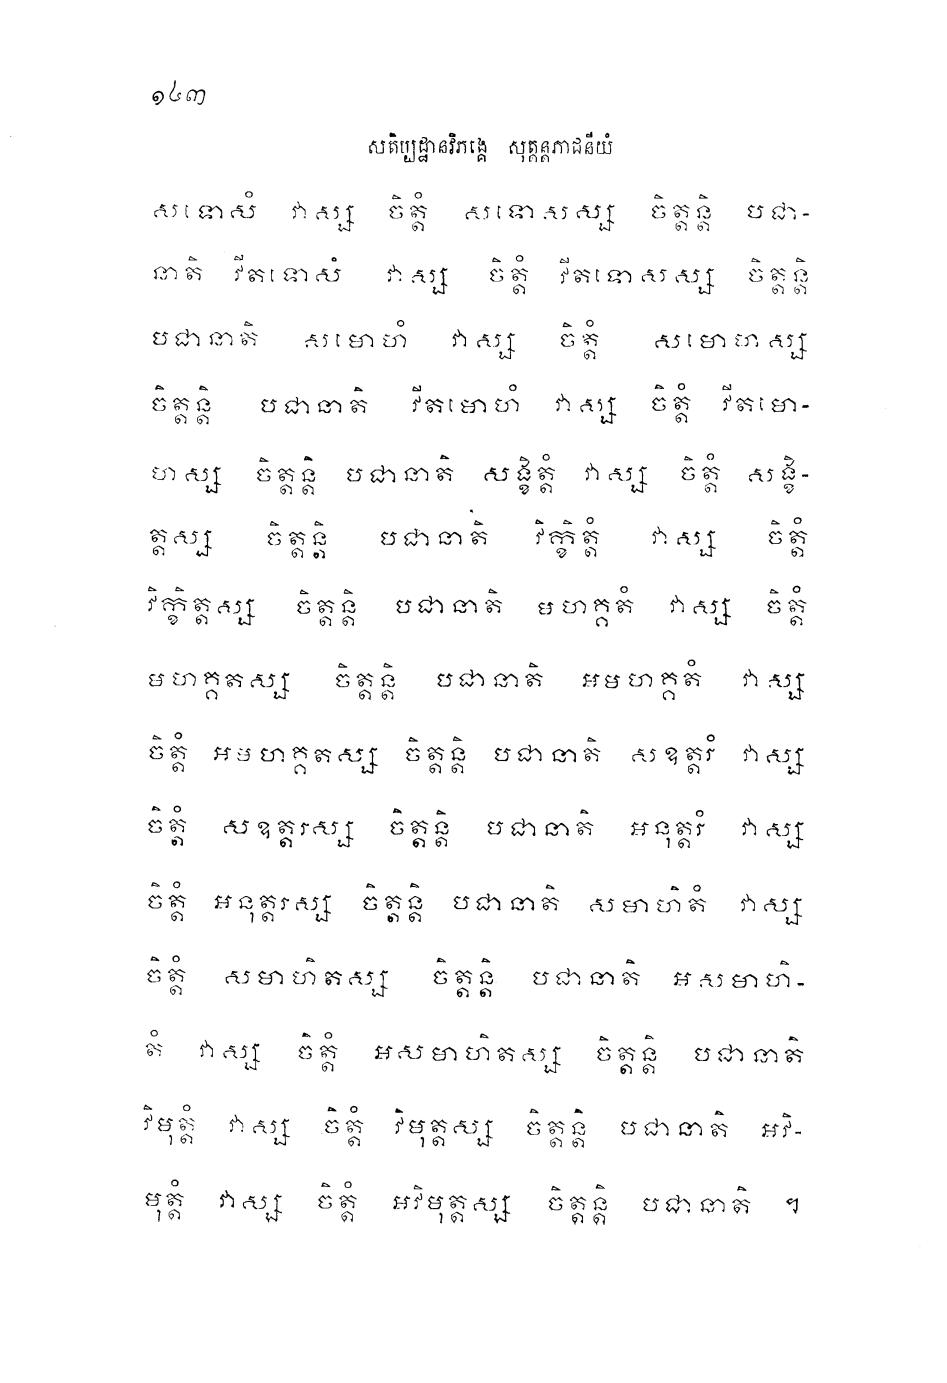 ១៤៣
សតិប្បដ្ឋានវិភង្គេ សុត្តន្តភាជនីយំ
សទោសំ វាស្ស ចិត្តំ សទោសស្ស ចិត្តន្តិ បជា-
នាតិ វីតទោសំ វាស្ស ចិត្តំ វីតទោសស្ស ចិត្តន្តិ
បជានាតិ សមោហំ វាស្ស ចិត្តំ សមោហស្ស
ចិត្តន្តិ បជានាតិ វីតមោហំ វាស្ស ចិត្តំ វីតមោ-
ហស្ស ចិត្តន្តិ បជានាតិ សង្ខិត្តំ វាស្ស ចិត្តំ សង្ខិ-
ត្តស្ស ចិត្តន្តិ បជានាតិ វិក្ខិត្តំ វាស្ស ចិត្តំ
វិក្ខិត្តស្ស ចិត្តន្តិ បជានាតិ មហគ្គតំ វាស្ស ចិត្តំ
មហគ្គតស្ស ចិត្តន្តិ បជានាតិ អមហគ្គតំ វាស្ស
ចិត្តំ អមហគ្គតស្ស ចិត្តន្តិ បជានាតិ សឧត្តរំ វាស្ស
ចិត្តំ សឧត្តរស្ស ចិត្តន្តិ បជានាតិ អនុត្តរំ វាស្ស
ចិត្តំ អនុត្តរស្ស ចិត្តន្តិ បជានាតិ សមាហិតំ វាស្ស
ចិត្តំ សមាហិតស្ស ចិត្តន្តិ បជានាតិ អសមាហិ-
តំ វាស្ស ចិត្តំ អសមាហិតស្ស ចិត្តន្តិ បជានាតិ
វិមុត្តំ វាស្ស ចិត្តំ វិមុត្តស្ស ចិត្តន្តិ បជានាតិ អវិ-
មុត្តំ វាស្ស ចិត្តំ អវិមុត្តស្ស ចិត្តន្តិ បជានាតិ ។